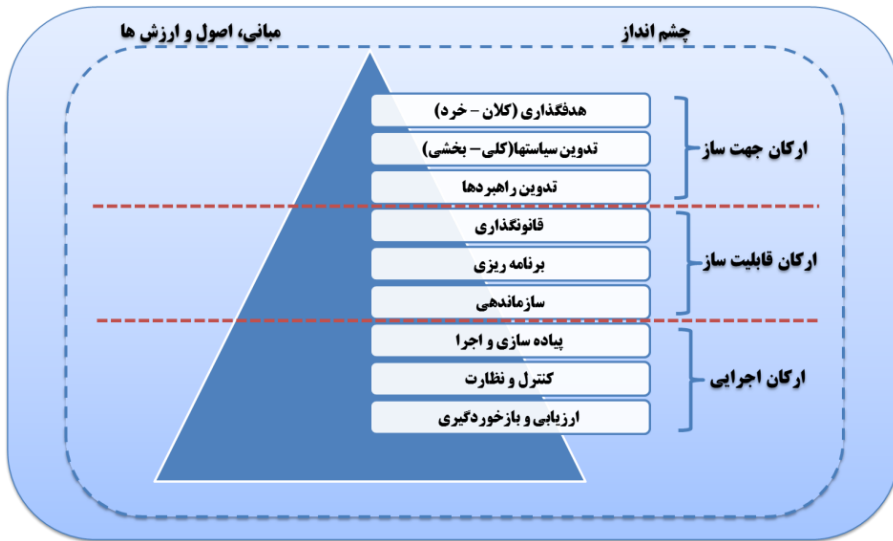 چشم انداز
مبانی، اصول و ارزش ها
ارکان جهت ساز
هدفگذاری (کلان - خرد)
تدوین سیاستها(کلی- بخشی)
تدوین راهبردها
ارکان قابلیت ساز
قانونگذاری
برنامه ریزی
سازماندهی
ارکان اجرایی
پیاده سازی و اجرا
کنترل و نظارت
ارزیابی و بازخوردگیری